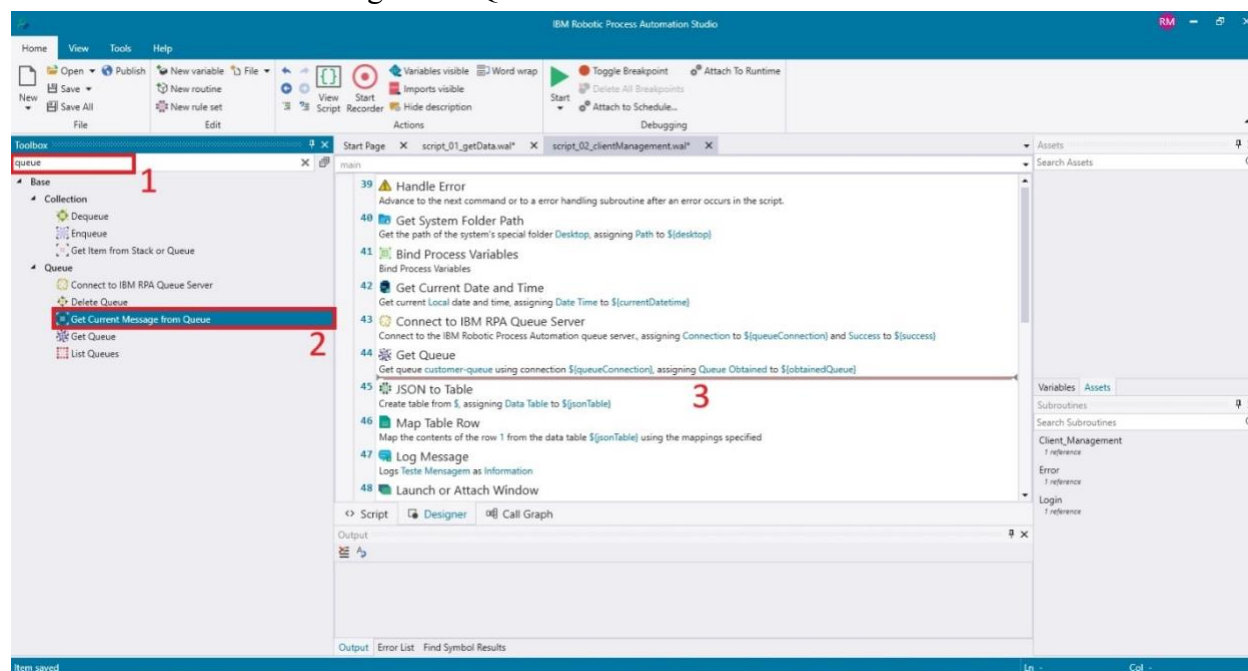 IBM Robotic Process Automation Studio
RM
Home View Tools Help
Open Publish New variable File Variables visible Word wrap Toggle Breakpoint Attach To Runtime
New Save New routine View Script Start Recorder Imports visible Start Delete All Breakpoints
Save All New rule set Hide description Attach to Schedule...
File Edit Actions Debugging
Toolbox
queue
1
Base
Collection
Dequeue
Enqueue
Get Item from Stack or Queue
Queue
Connect to IBM RPA Queue Server
Delete Queue
Get Current Message from Queue
2
Get Queue
List Queues
Start Page script_01_getData.wal* script_02_clientManagement.wal*
main
39 Handle Error
Advance to the next command or to a error handling subroutine after an error occurs in the script.
40 Get System Folder Path
Get the path of the system's special folder Desktop, assigning Path to ${desktop}
41 Bind Process Variables
Bind Process Variables
42 Get Current Date and Time
Get current Local date and time, assigning Date Time to ${currentDatetime}
43 Connect to IBM RPA Queue Server
Connect to the IBM Robotic Process Automation queue server., assigning Connection to ${queueConnection} and Success to ${success}
44 Get Queue
Get queue customer-queue using connection ${queueConnection}, assigning Queue Obtained to ${obtainedQueue}
3
45 JSON to Table
Create table from $, assigning Data Table to ${jsonTable}
46 Map Table Row
Map the contents of the row 1 from the data table ${jsonTable} using the mappings specified
47 Log Message
Logs Teste Mensagem as Information
48 Launch or Attach Window
Script Designer Call Graph
Output
Output Error List Find Symbol Results
Assets
Search Assets
Variables Assets
Subroutines
Search Subroutines
Client_Management
1 reference
Error
1 reference
Login
1 reference
Item saved Ln - Col -